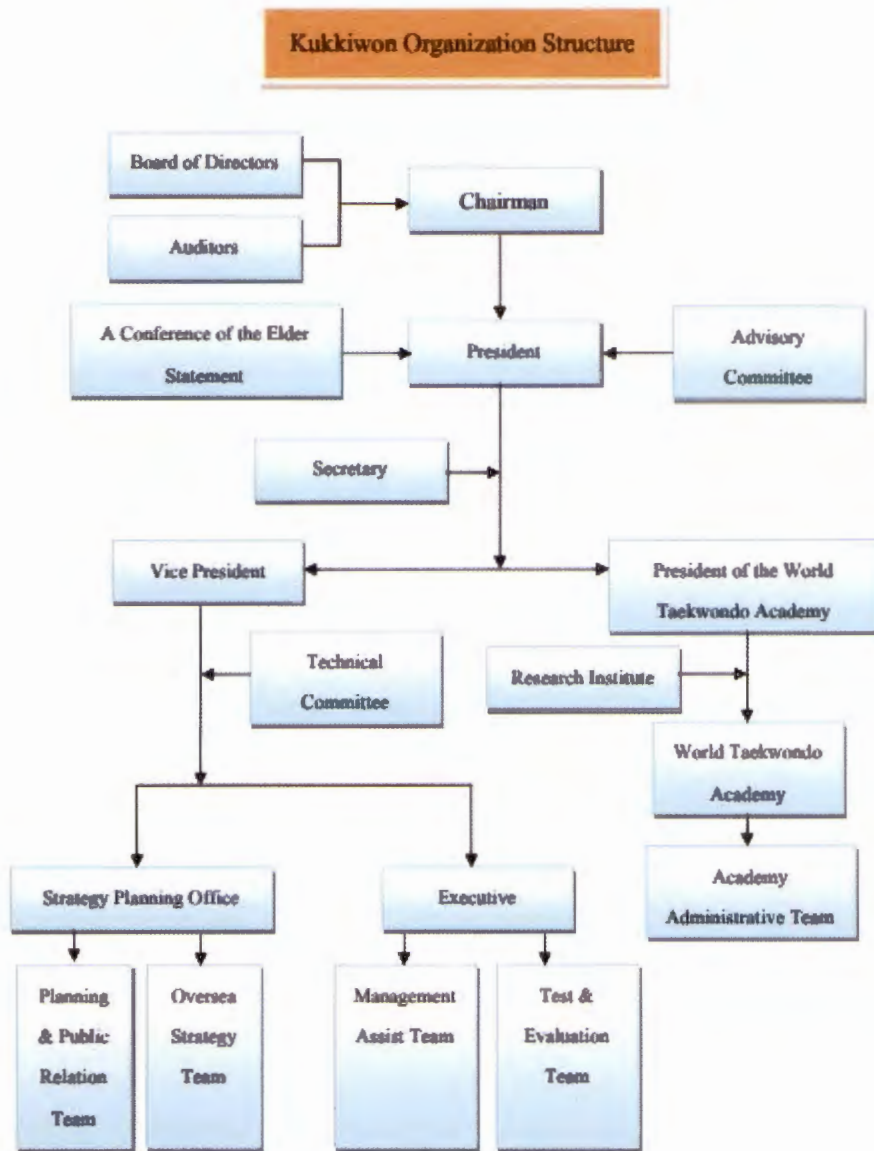 Kukkiwon Organization Structure
Board of Directors
Chairman
Auditors
A Conference of the Elder
Statement
President
Advisory
Committee
Secretary
Vice President
President of the World
Taekwondo Academy
Technical
Committee
Research Institute
World Taekwondo
Academy
Strategy Planning Office
Executive
Academy
Administrative Team
Planning
& Public
Relation
Team
Oversea
Strategy
Team
Management
Assist Team
Test &
Evaluation
Team